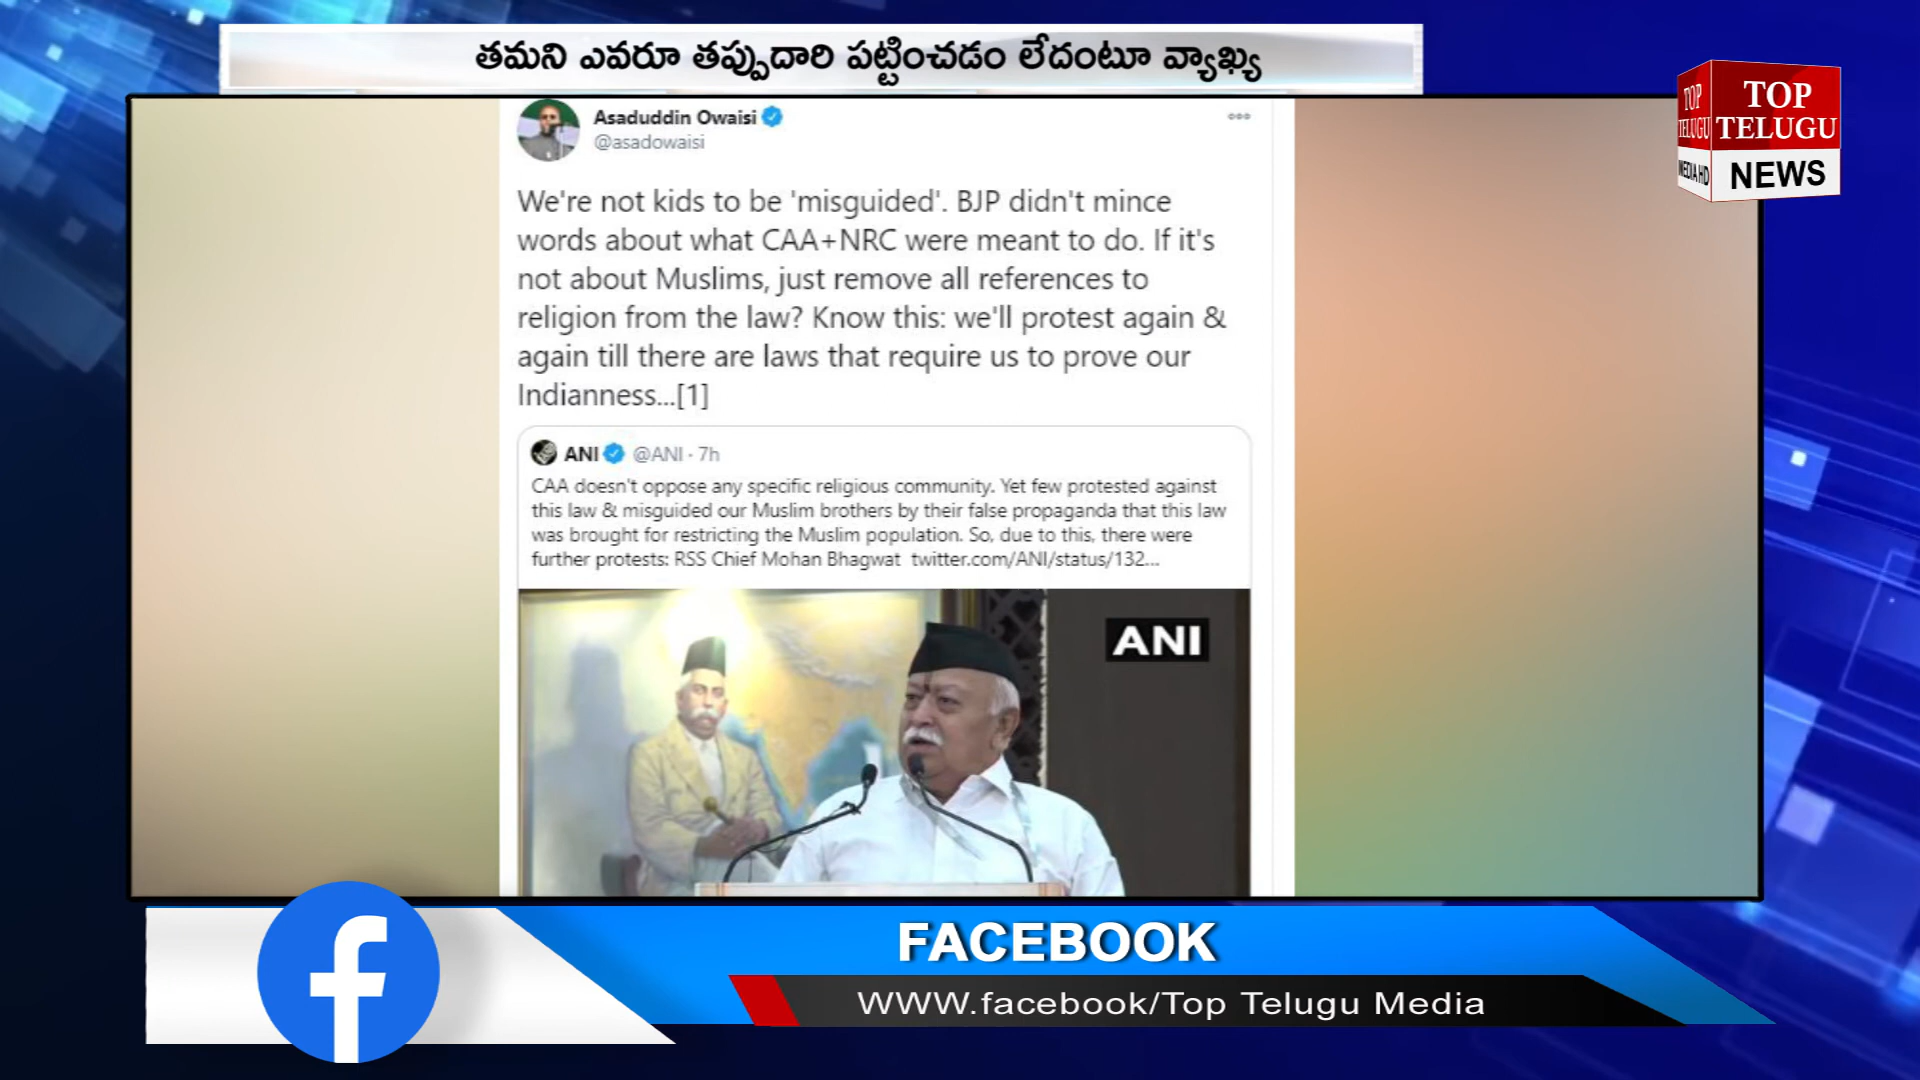 తమని ఎవరూ తప్పుదారి పట్టించడం లేదంటూ వ్యాఖ్య
TOP
TELUGU
MEDIA HD
TOP
TELUGU
NEWS
Asaduddin Owaisi
@asadowaisi
We're not kids to be 'misguided'. BJP didn't mince
words about what CAA+NRC were meant to do. If it's
not about Muslims, just remove all references to
religion from the law? Know this: we'll protest again &
again till there are laws that require us to prove our
Indianness...[1]
ANI @ANI · 7h
CAA doesn't oppose any specific religious community. Yet few protested against
this law & misguided our Muslim brothers by their false propaganda that this law
was brought for restricting the Muslim population. So, due to this, there were
further protests: RSS Chief Mohan Bhagwat twitter.com/ANI/status/132...
ANI
FACEBOOK
WWW.facebook/Top Telugu Media